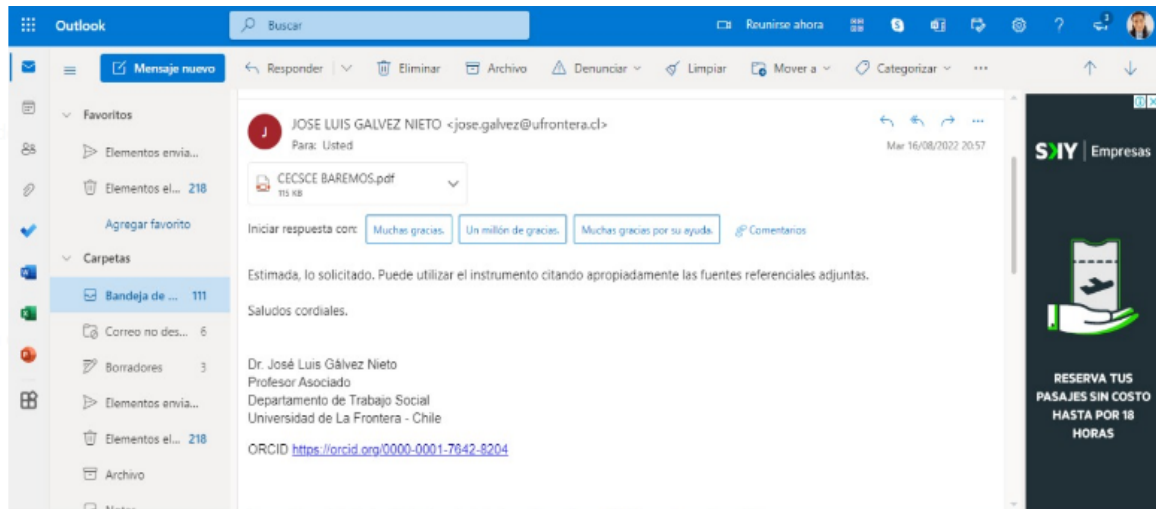 Outlook
Buscar
Reunirse ahora
Mensaje nuevo
Responder
Eliminar
Archivo
Denunciar
Limpiar
Mover a
Categorizar
Favoritos
Elementos envia...
Elementos el... 218
Agregar favorito
Carpetas
Bandeja de ... 111
Correo no des... 6
Borradores 3
Elementos envia...
Elementos el... 218
Archivo
J
JOSE LUIS GALVEZ NIETO <jose.galvez@ufrontera.cl>
Para: Usted
Mar 16/08/2022 20:57
CECSCE BAREMOS.pdf
115 KB
Iniciar respuesta con: Muchas gracias. Un millón de gracias. Muchas gracias por su ayuda. Comentarios
Estimada, lo solicitado. Puede utilizar el instrumento citando apropiadamente las fuentes referenciales adjuntas.
Saludos cordiales.
Dr. José Luis Gálvez Nieto
Profesor Asociado
Departamento de Trabajo Social
Universidad de La Frontera - Chile
ORCID https://orcid.org/0000-0001-7642-8204
SKY Empresas
RESERVA TUS
PASAJES SIN COSTO
HASTA POR 18
HORAS